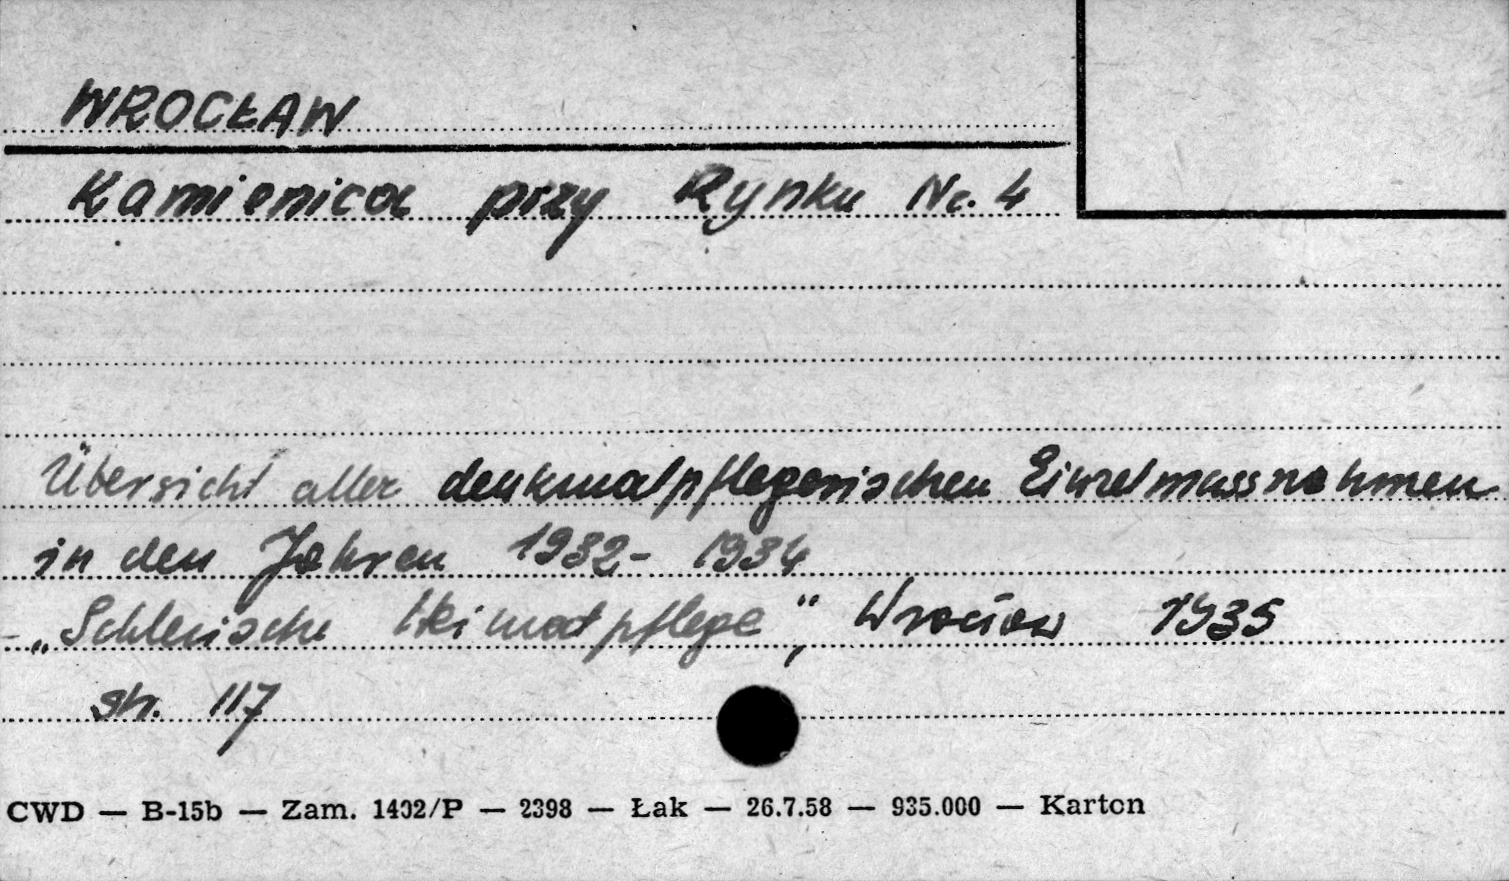 WROCŁAW
Kamienica przy Rynku Nr. 4
Übersicht aller denkmalpflegerischen Einzelmassnahmen
in den Jahren 1932- 1934
- „Schlesische Heimatpflege", Wrocław 1935
str. 117
CWD — B-15b — Zam. 1402/P — 2398 — Łak — 26.7.58 — 935.000 — Karton